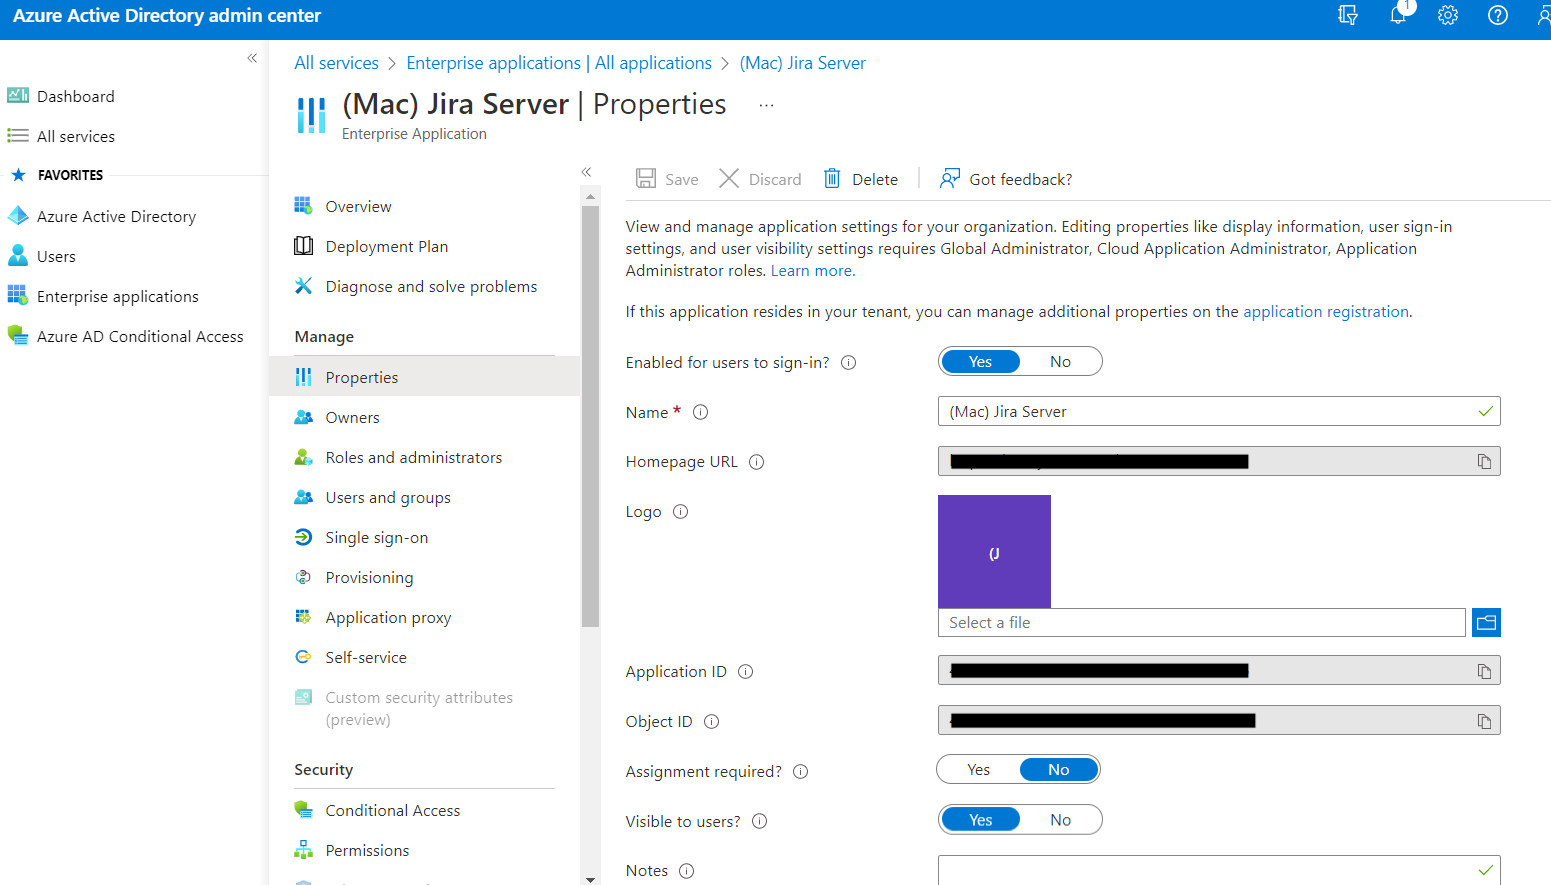 Azure Active Directory admin center
1
Dashboard
All services
FAVORITES
Azure Active Directory
Users
Enterprise applications
Azure AD Conditional Access
All services > Enterprise applications | All applications > (Mac) Jira Server
(Mac) Jira Server | Properties ...
Enterprise Application
Overview
Deployment Plan
Diagnose and solve problems
Manage
Properties
Owners
Roles and administrators
Users and groups
Single sign-on
Provisioning
Application proxy
Self-service
Custom security attributes
(preview)
Security
Conditional Access
Permissions
Save Discard Delete Got feedback?
View and manage application settings for your organization. Editing properties like display information, user sign-in
settings, and user visibility settings requires Global Administrator, Cloud Application Administrator, Application
Administrator roles. Learn more.
If this application resides in your tenant, you can manage additional properties on the application registration.
Enabled for users to sign-in? Yes No
Name * (Mac) Jira Server
Homepage URL
Logo
(J
Select a file
Application ID
Object ID
Assignment required? Yes No
Visible to users? Yes No
Notes